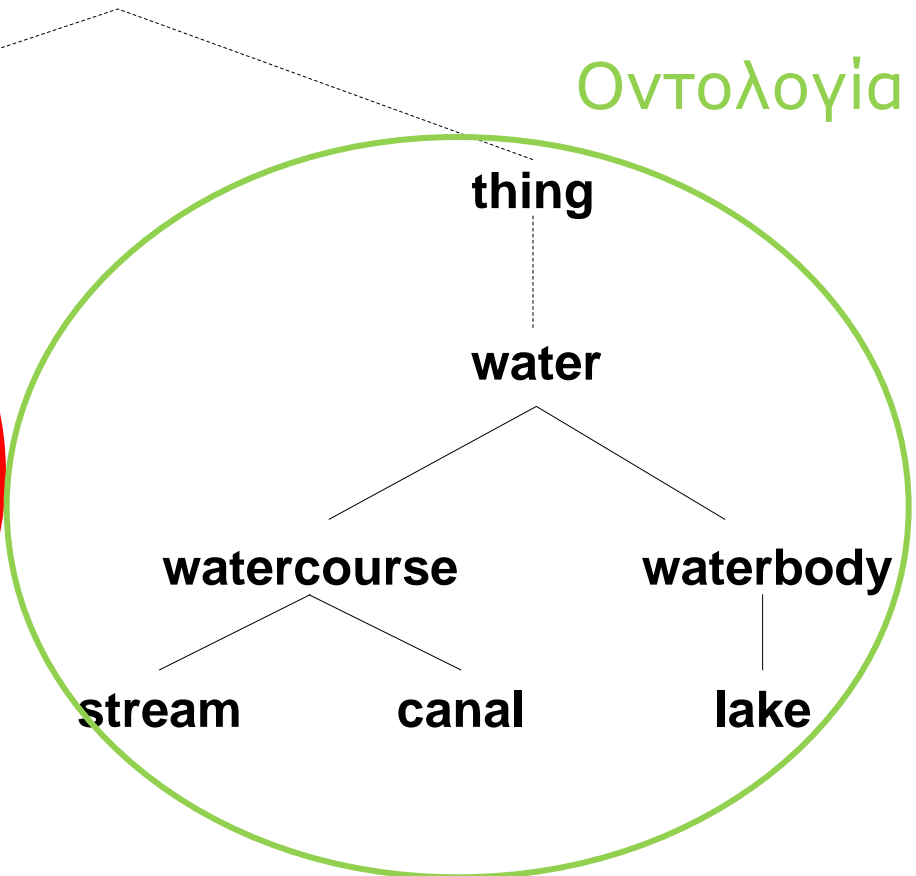 Οντολογία
thing
water
watercourse waterbody
stream canal lake